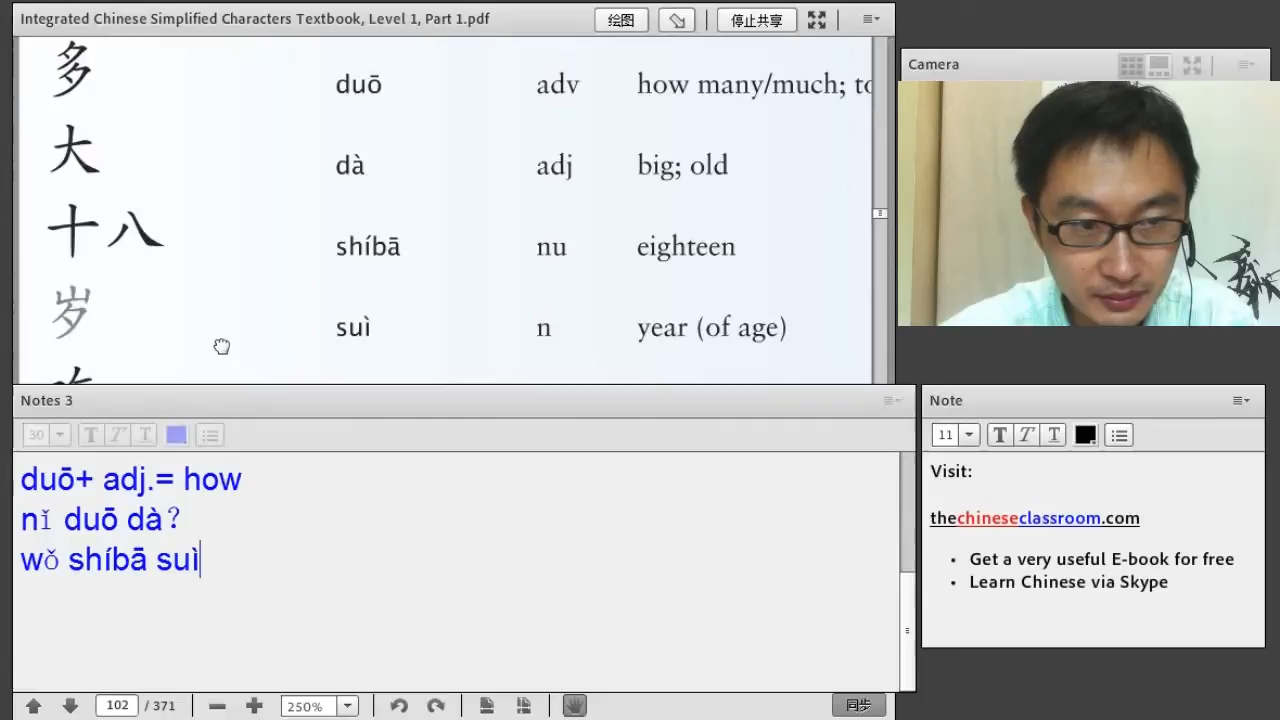 Integrated Chinese Simplified Characters Textbook, Level 1, Part 1.pdf
绘图
停止共享
多 duō adv how many/much;
大 dà adj big; old
十八 shíbā nu eighteen
岁 suì n year (of age)
Camera
Notes 3
30 T T T
duō+ adj.= how
nǐ duō dà?
wǒ shíbā suì
Note
11 T T T
Visit:
thechineseclassroom.com
• Get a very useful E-book for free
• Learn Chinese via Skype
102 / 371
250%
同步